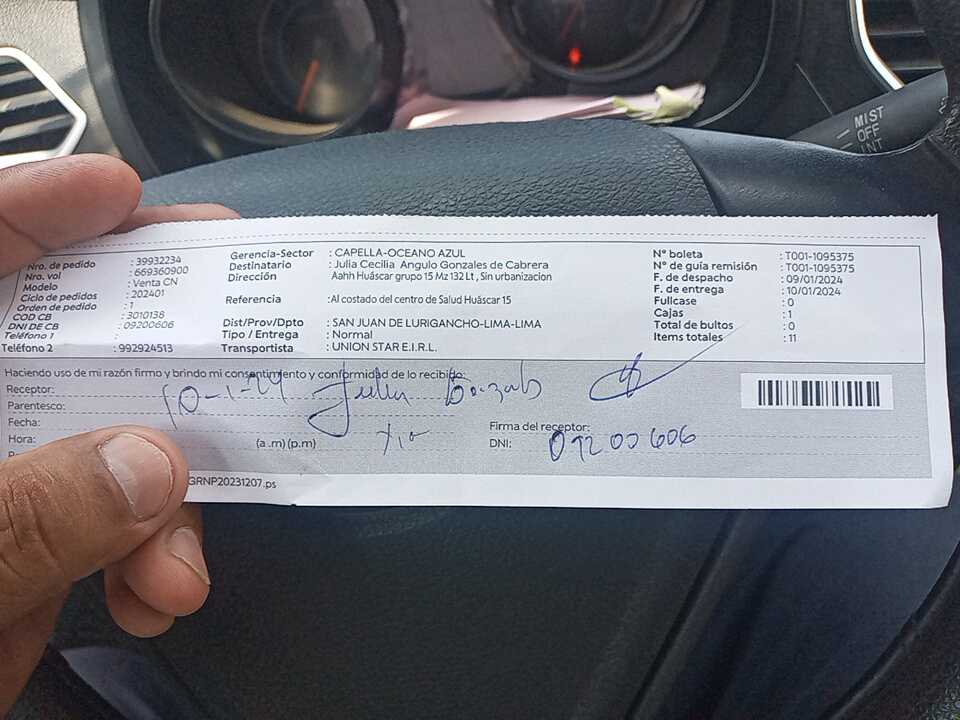 MIST
OFF
INT
Nro. de pedido : 39932234
Nro. vol : 669360900
Modelo : Venta CN
Ciclo de pedidos : 202401
Orden de pedido : 1
COD CB : 3010138
DNI DE CB : 09200606
Teléfono 1 :
Teléfono 2 : 992924513
Gerencia-Sector : CAPELLA-OCEANO AZUL
Destinatario : Julia Cecilia Angulo Gonzales de Cabrera
Dirección Aahh Huáscar grupo 15 Mz 132 Lt , Sin urbanizacion
Referencia :Al costado del centro de Salud Huáscar 15
Dist/Prov/Dpto : SAN JUAN DE LURIGANCHO-LIMA-LIMA
Tipo / Entrega : Normal
Transportista : UNION STAR E.I.R.L.
N° boleta : T001-1095375
N° de guía remisión : T001-1095375
F. de despacho : 09/01/2024
F. de entrega : 10/01/2024
Fullcase : 0
Cajas : 1
Total de bultos : 0
Items totales : 11
Haciendo uso de mi razón firmo y brindo mi consentimiento y conformidad de lo recibido:
Receptor: 10-1-24 Julia
Parentesco:
Fecha: Firma del receptor:
Hora: (a .m) (p.m) DNI: 09200606
GRNP20231207.ps